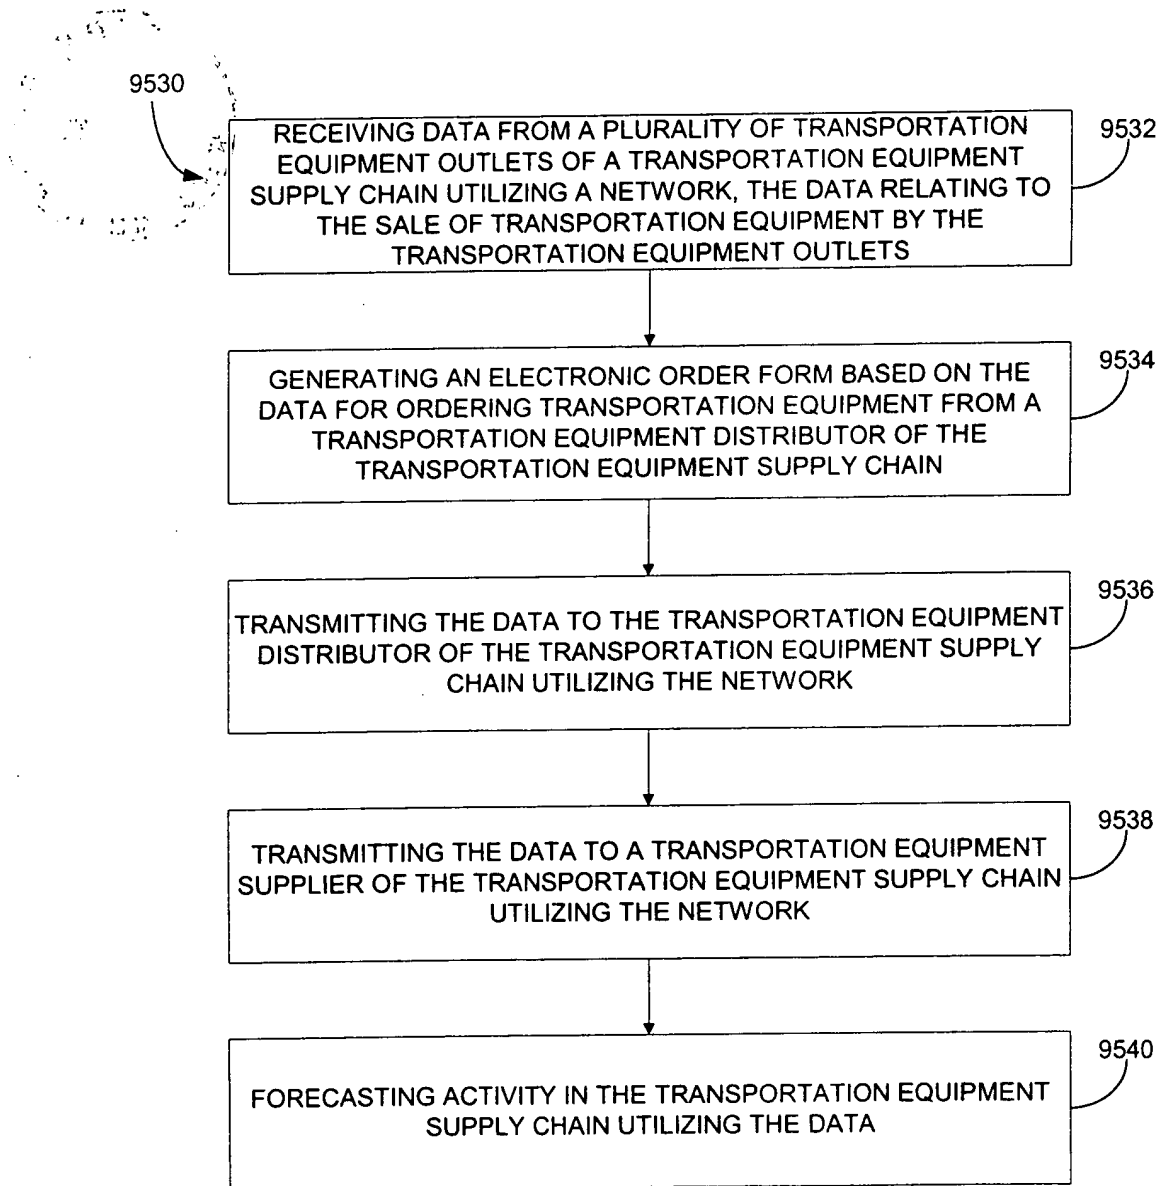 9530
RECEIVING DATA FROM A PLURALITY OF TRANSPORTATION
EQUIPMENT OUTLETS OF A TRANSPORTATION EQUIPMENT
SUPPLY CHAIN UTILIZING A NETWORK, THE DATA RELATING TO
THE SALE OF TRANSPORTATION EQUIPMENT BY THE
TRANSPORTATION EQUIPMENT OUTLETS
9532
GENERATING AN ELECTRONIC ORDER FORM BASED ON THE
DATA FOR ORDERING TRANSPORTATION EQUIPMENT FROM A
TRANSPORTATION EQUIPMENT DISTRIBUTOR OF THE
TRANSPORTATION EQUIPMENT SUPPLY CHAIN
9534
TRANSMITTING THE DATA TO THE TRANSPORTATION EQUIPMENT
DISTRIBUTOR OF THE TRANSPORTATION EQUIPMENT SUPPLY
CHAIN UTILIZING THE NETWORK
9536
TRANSMITTING THE DATA TO A TRANSPORTATION EQUIPMENT
SUPPLIER OF THE TRANSPORTATION EQUIPMENT SUPPLY CHAIN
UTILIZING THE NETWORK
9538
FORECASTING ACTIVITY IN THE TRANSPORTATION EQUIPMENT
SUPPLY CHAIN UTILIZING THE DATA
9540